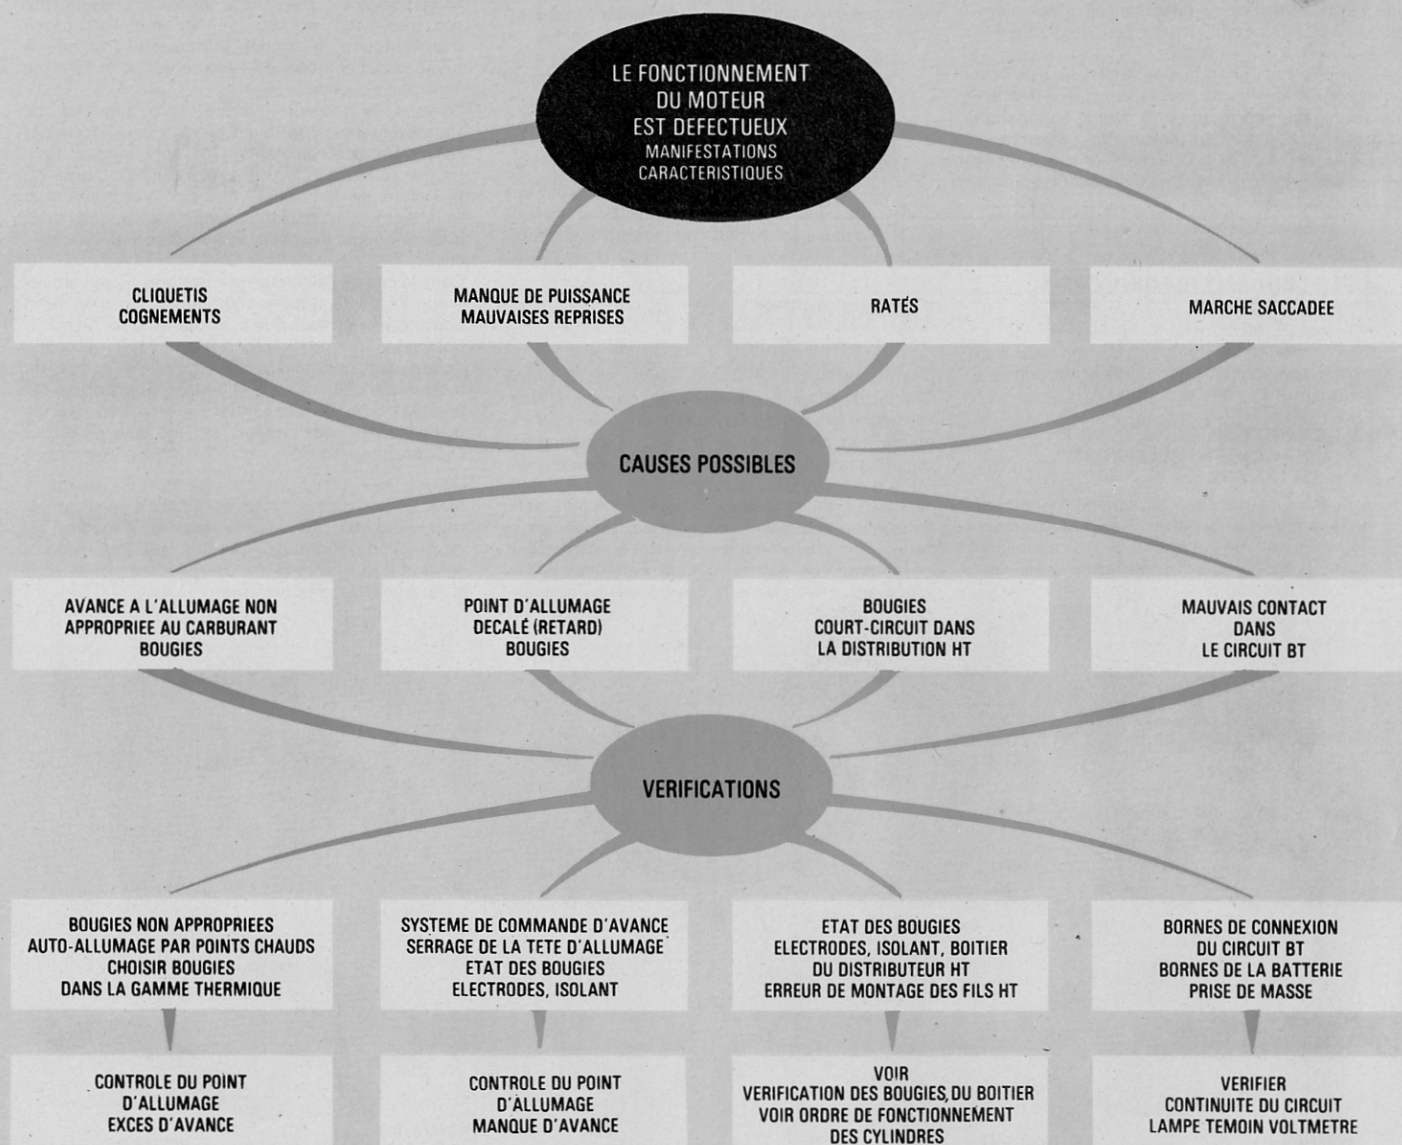 LE FONCTIONNEMENT
DU MOTEUR
EST DEFECTUEUX
MANIFESTATIONS
CARACTERISTIQUES
CLIQUETIS
COGNEMENTS
MANQUE DE PUISSANCE
MAUVAISES REPRISES
RATÉS
MARCHE SACCADEE
CAUSES POSSIBLES
AVANCE A L'ALLUMAGE NON
APPROPRIEE AU CARBURANT
BOUGIES
POINT D'ALLUMAGE
DECALÉ (RETARD)
BOUGIES
BOUGIES
COURT-CIRCUIT DANS
LA DISTRIBUTION HT
MAUVAIS CONTACT
DANS
LE CIRCUIT BT
VERIFICATIONS
BOUGIES NON APPROPRIEES
AUTO-ALLUMAGE PAR POINTS CHAUDS
CHOISIR BOUGIES
DANS LA GAMME THERMIQUE
SYSTEME DE COMMANDE D'AVANCE
SERRAGE DE LA TETE D'ALLUMAGE
ETAT DES BOUGIES
ELECTRODES, ISOLANT
ETAT DES BOUGIES
ELECTRODES, ISOLANT, BOITIER
DU DISTRIBUTEUR HT
ERREUR DE MONTAGE DES FILS HT
BORNES DE CONNEXION
DU CIRCUIT BT
BORNES DE LA BATTERIE
PRISE DE MASSE
CONTROLE DU POINT
D'ALLUMAGE
EXCES D'AVANCE
CONTROLE DU POINT
D'ALLUMAGE
MANQUE D'AVANCE
VOIR
VERIFICATION DES BOUGIES, DU BOITIER
VOIR ORDRE DE FONCTIONNEMENT
DES CYLINDRES
VERIFIER
CONTINUITE DU CIRCUIT
LAMPE TEMOIN VOLTMETRE